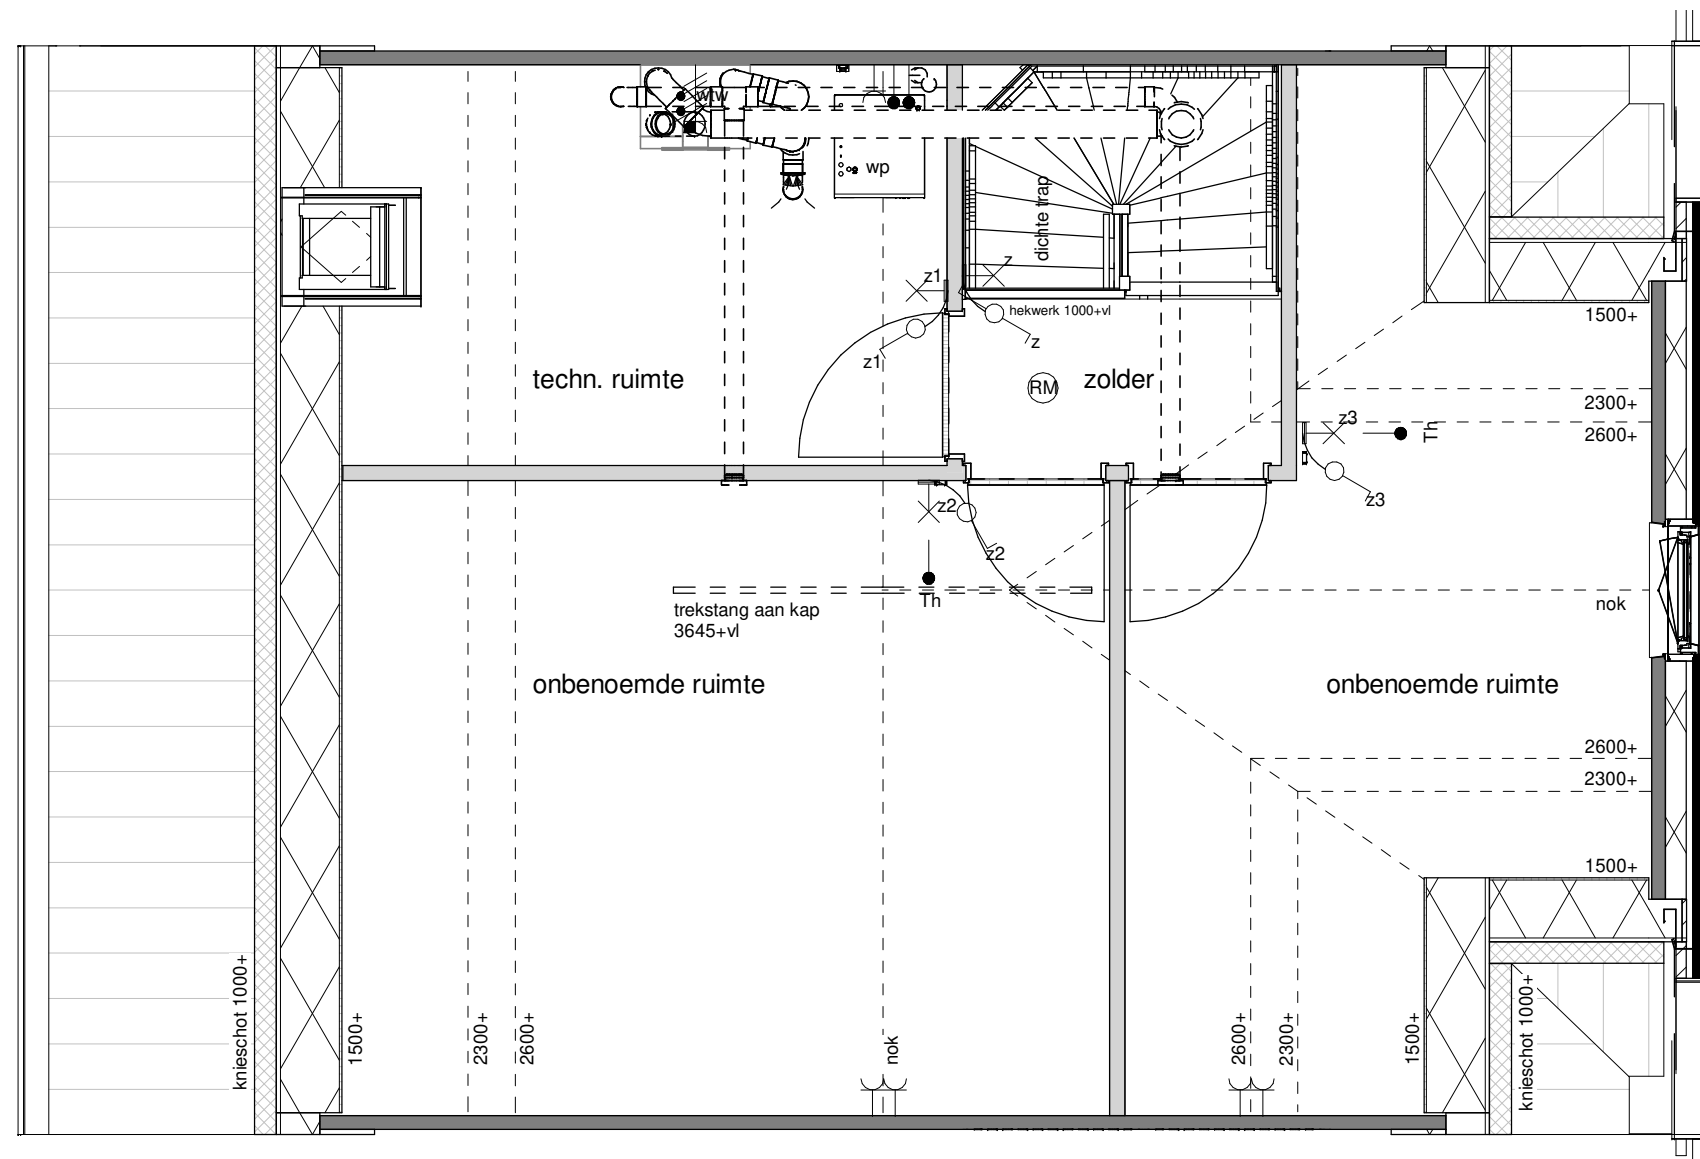 wtw
wp
dichte trap
z1
z
hekwerk 1000+vl
z1
z
1500+
techn. ruimte
RM
zolder
2300+
2600+
z3
Th
z3
z2
z2
Th
trekstang aan kap
3645+vl
nok
onbenoemde ruimte
onbenoemde ruimte
2600+
2300+
1500+
knieschot 1000+
1500+
2300+
2600+
nok
2600+
2300+
1500+
knieschot 1000+